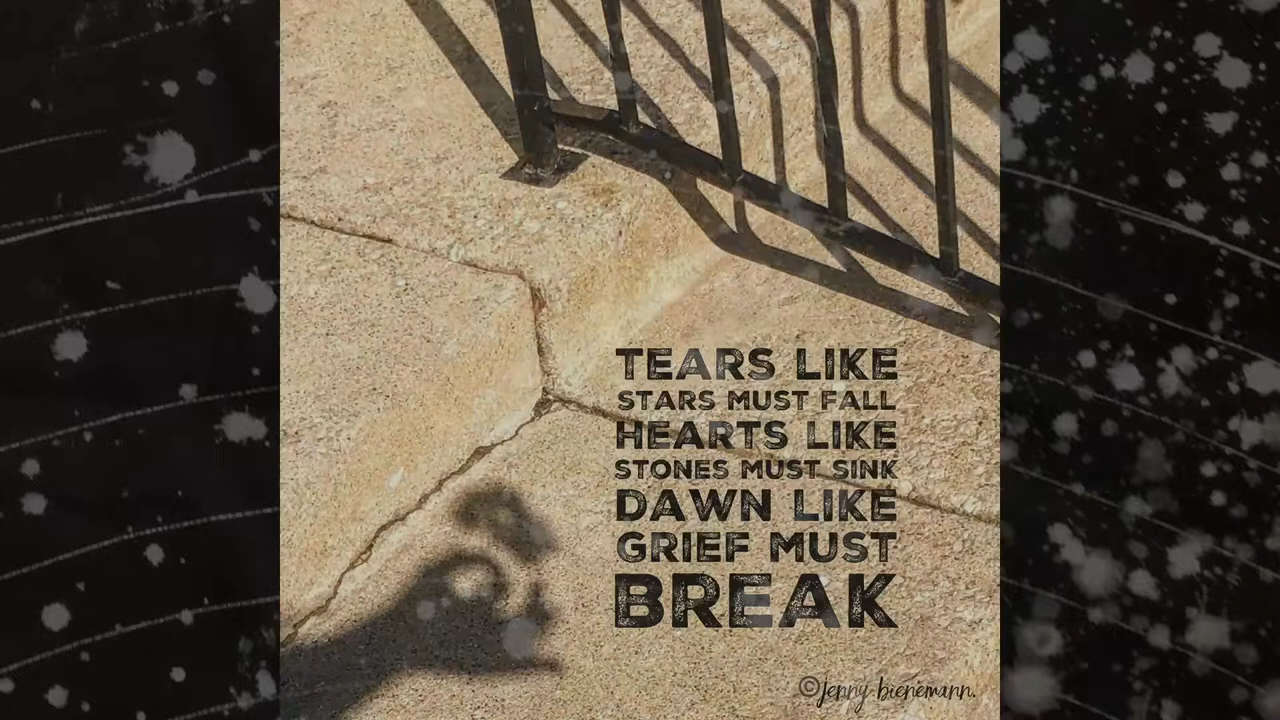 TEARS LIKE
STARS MUST FALL
HEARTS LIKE
STONES MUST SINK
DAWN LIKE
GRIEF MUST
BREAK
©jenny.bienemann.